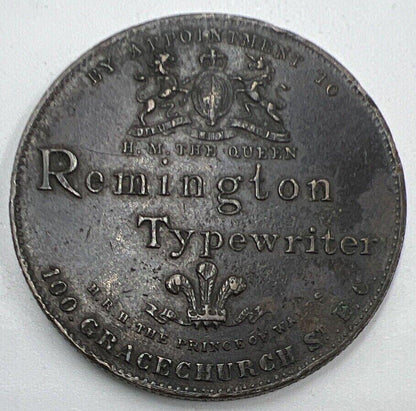 BY APPOINTMENT TO
H. M. THE QUEEN
Remington
Typewriter
H.R.H. THE PRINCE OF WALES
100 GRACECHURCH ST. E.C.